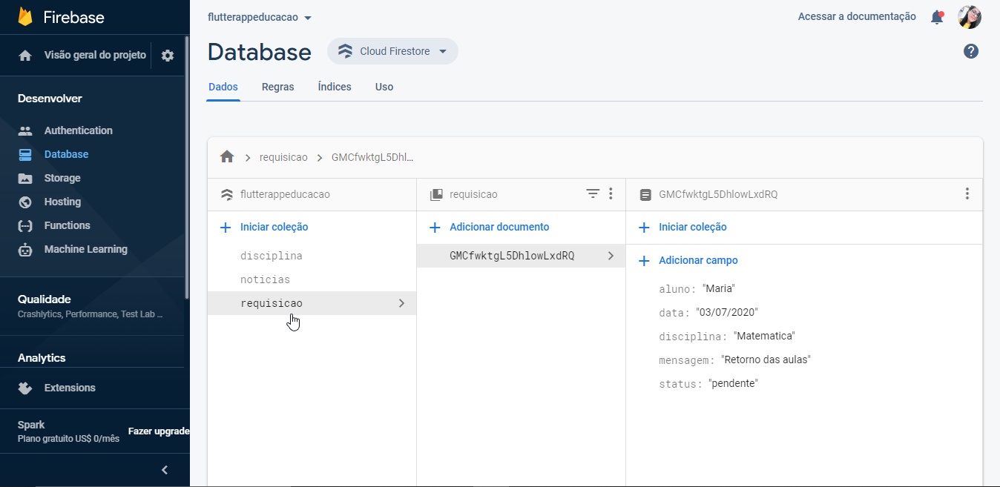 Firebase
Visão geral do projeto
Desenvolver
Authentication
Database
Storage
Hosting
Functions
Machine Learning
Qualidade
Crashlytics, Performance, Test Lab ...
Analytics
Extensions
Spark
Plano gratuito US$ 0/mês
Fazer upgrade
flutterappeducacao
Acessar a documentação
Database
Cloud Firestore
Dados Regras Índices Uso
requisicao > GMCfwktgL5Dhl...
flutterappeducacao
Iniciar coleção
disciplina
noticias
requisicao
requisicao
Adicionar documento
GMCfwktgL5DhlowLxdRQ
GMCfwktgL5DhlowLxdRQ
Iniciar coleção
Adicionar campo
aluno: "Maria"
data: "03/07/2020"
disciplina: "Matematica"
mensagem: "Retorno das aulas"
status: "pendente"